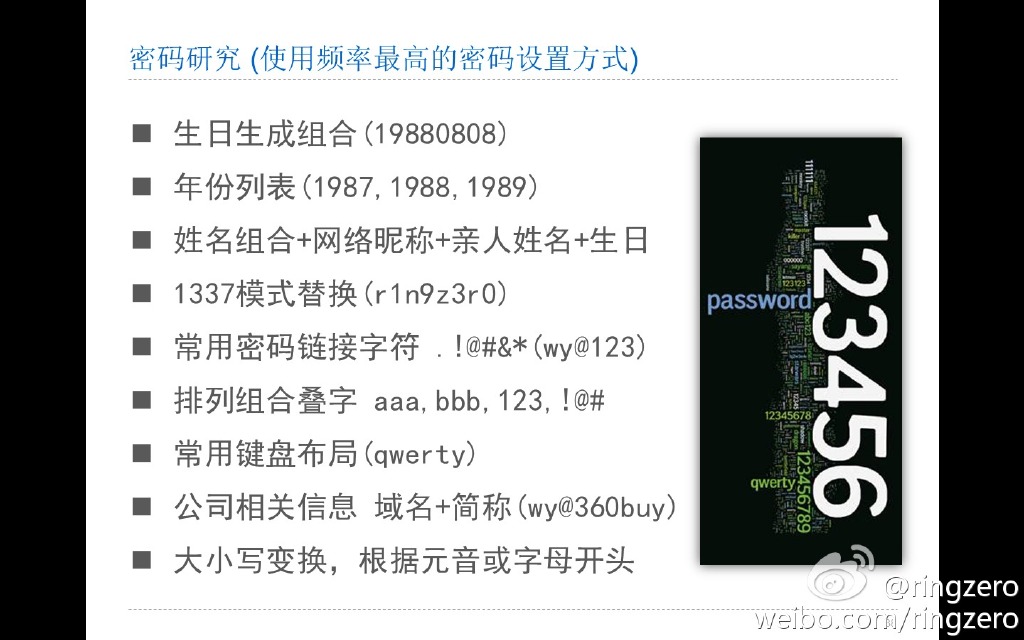 密码研究 (使用频率最高的密码设置方式)
■ 生日生成组合(19880808)
■ 年份列表(1987,1988,1989)
■ 姓名组合+网络昵称+亲人姓名+生日
■ 1337模式替换(r1n9z3r0)
■ 常用密码链接字符 .!@#&*(wy@123)
■ 排列组合叠字 aaa,bbb,123,!@#
■ 常用键盘布局(qwerty)
■ 公司相关信息 域名+简称(wy@360buy)
■ 大小写变换，根据元音或字母开头
111111
000000
123123
password
abc123
123456
12345
12345678
qwerty
123456789
@ringzero
weibo.com/ringzero